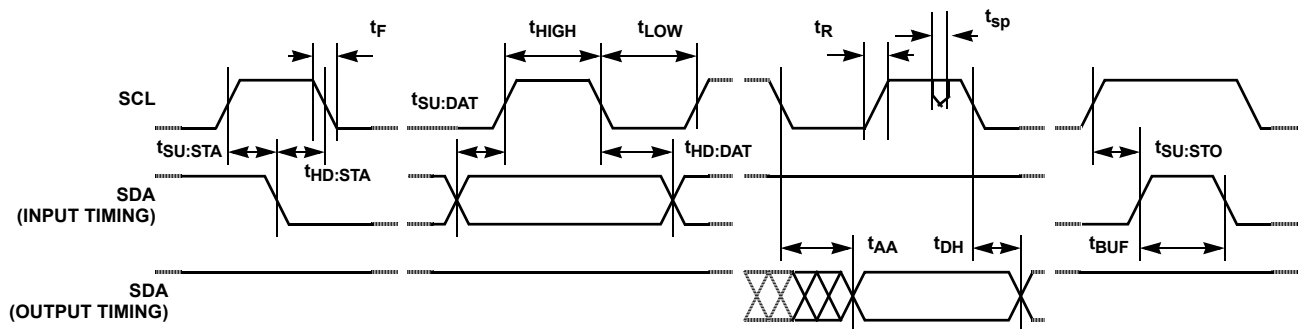 tF
tHIGH
tLOW
tR
tsp
SCL
tSU:DAT
tSU:STA
tHD:STA
tHD:DAT
tSU:STO
SDA
(INPUT TIMING)
tAA
tDH
tBUF
SDA
(OUTPUT TIMING)